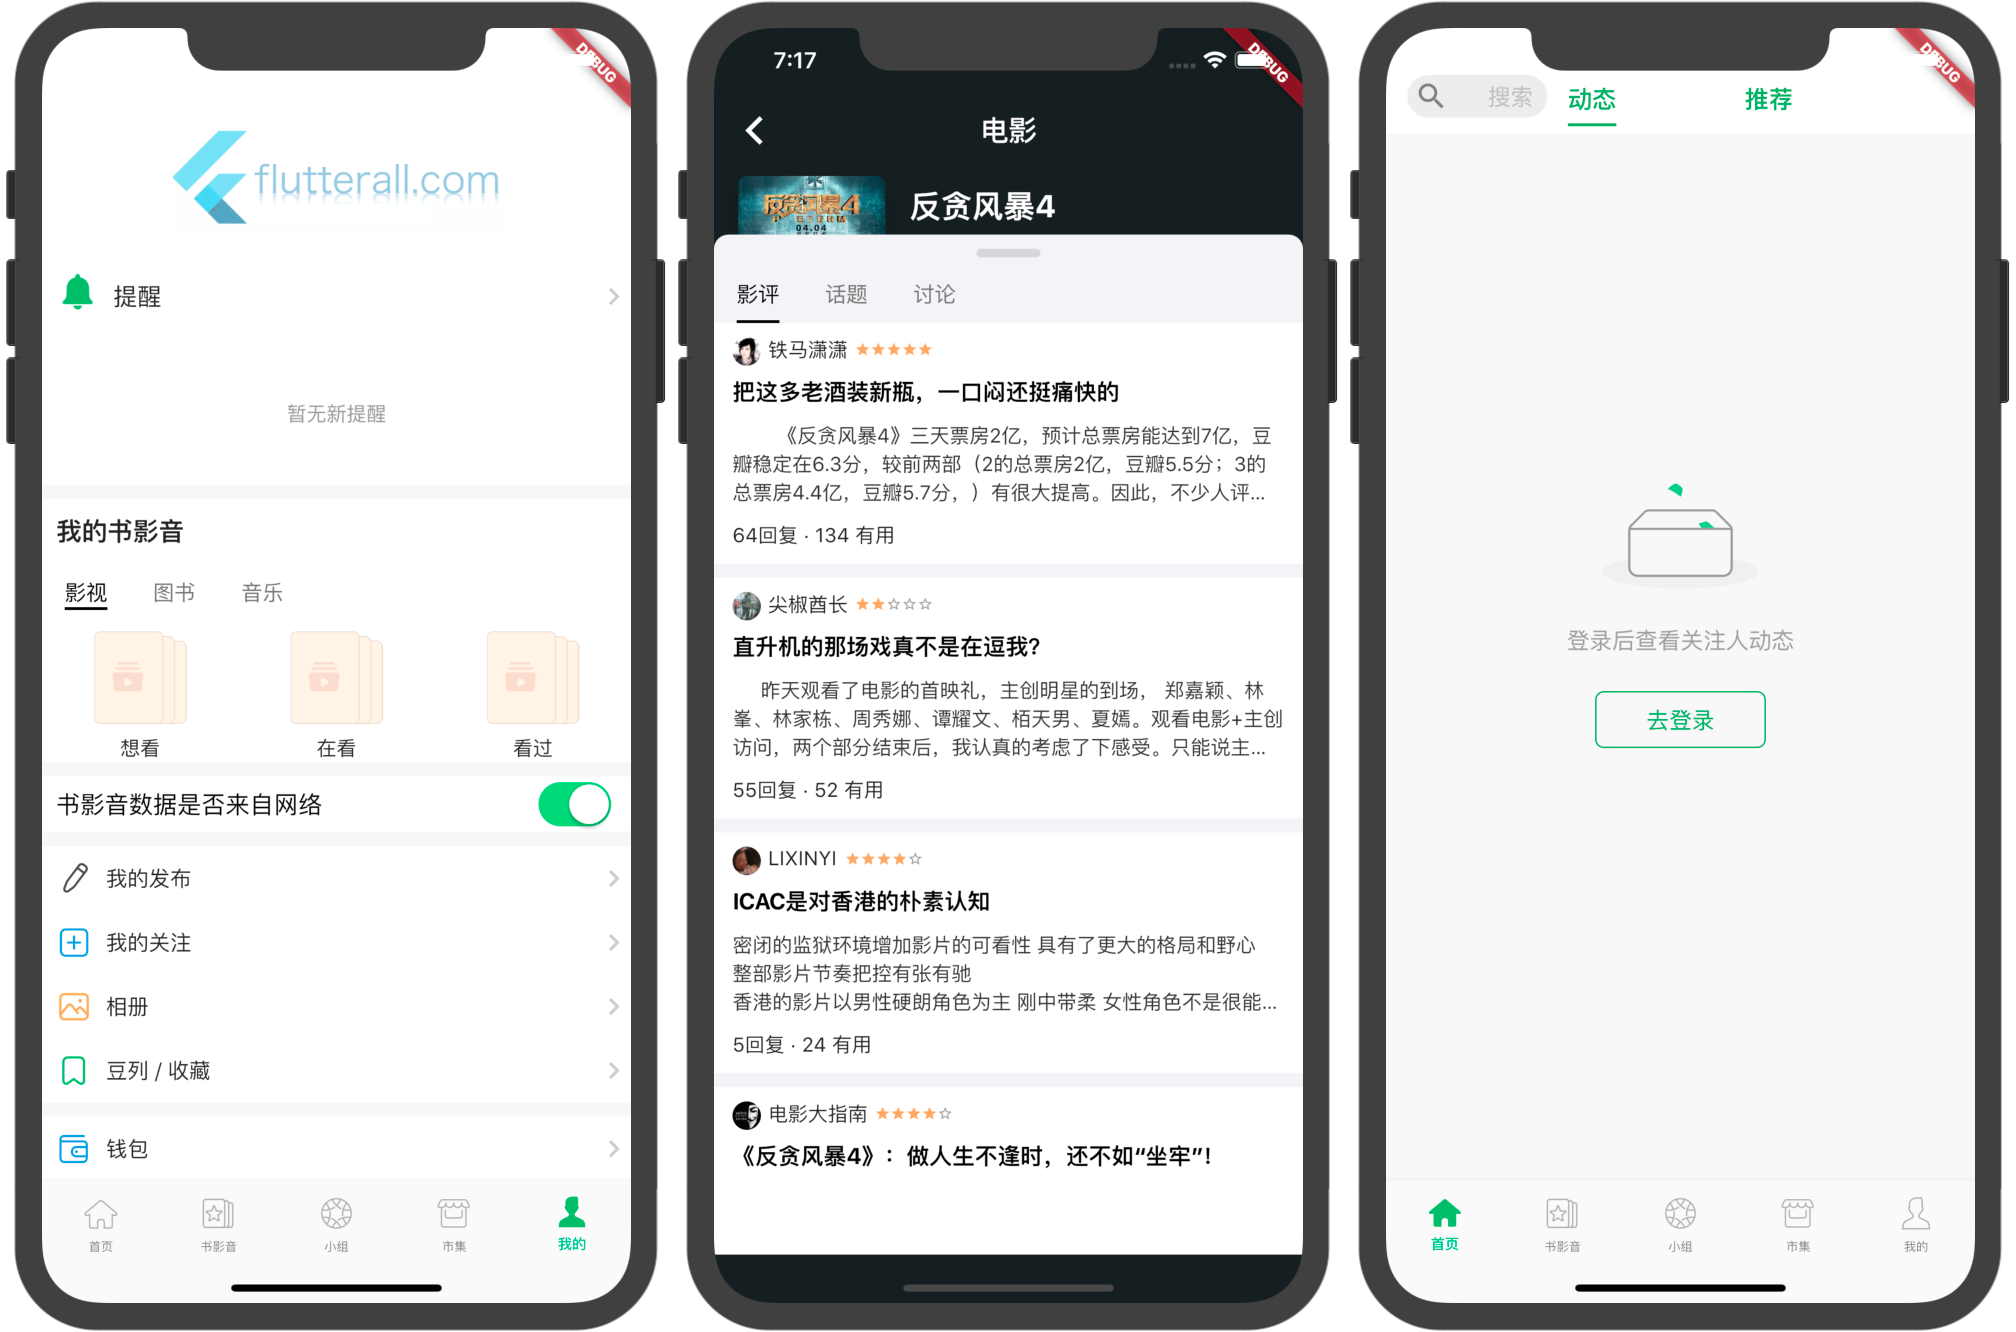 DEBUG
flutterall.com
提醒
暂无新提醒
我的书影音
影视 图书 音乐
想看 在看 看过
书影音数据是否来自网络
我的发布
我的关注
相册
豆列 / 收藏
钱包
首页 书影音 小组 市集 我的
7:17
DEBUG
电影
反贪风暴4
04.04
反贪风暴4
影评 话题 讨论
铁马潇潇
把这多老酒装新瓶，一口闷还挺痛快的
《反贪风暴4》三天票房2亿，预计总票房能达到7亿，豆
瓣稳定在6.3分，较前两部（2的总票房2亿，豆瓣5.5分；3的
总票房4.4亿，豆瓣5.7分，）有很大提高。因此，不少人评...
64回复 · 134 有用
尖椒酋长
直升机的那场戏真不是在逗我？
昨天观看了电影的首映礼，主创明星的到场， 郑嘉颖、林
峯、林家栋、周秀娜、谭耀文、栢天男、夏嫣。观看电影+主创
访问，两个部分结束后，我认真的考虑了下感受。只能说主...
55回复 · 52 有用
LIXINYI
ICAC是对香港的朴素认知
密闭的监狱环境增加影片的可看性 具有了更大的格局和野心
整部影片节奏把控有张有驰
香港的影片以男性硬朗角色为主 刚中带柔 女性角色不是很能...
5回复 · 24 有用
电影大指南
《反贪风暴4》：做人生不逢时，还不如“坐牢”！
DEBUG
搜索 动态 推荐
登录后查看关注人动态
去登录
首页 书影音 小组 市集 我的